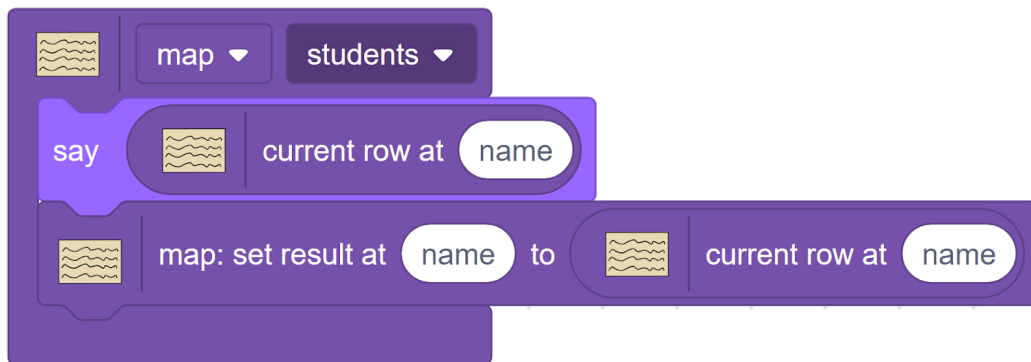 map students
say current row at name
map: set result at name to current row at name